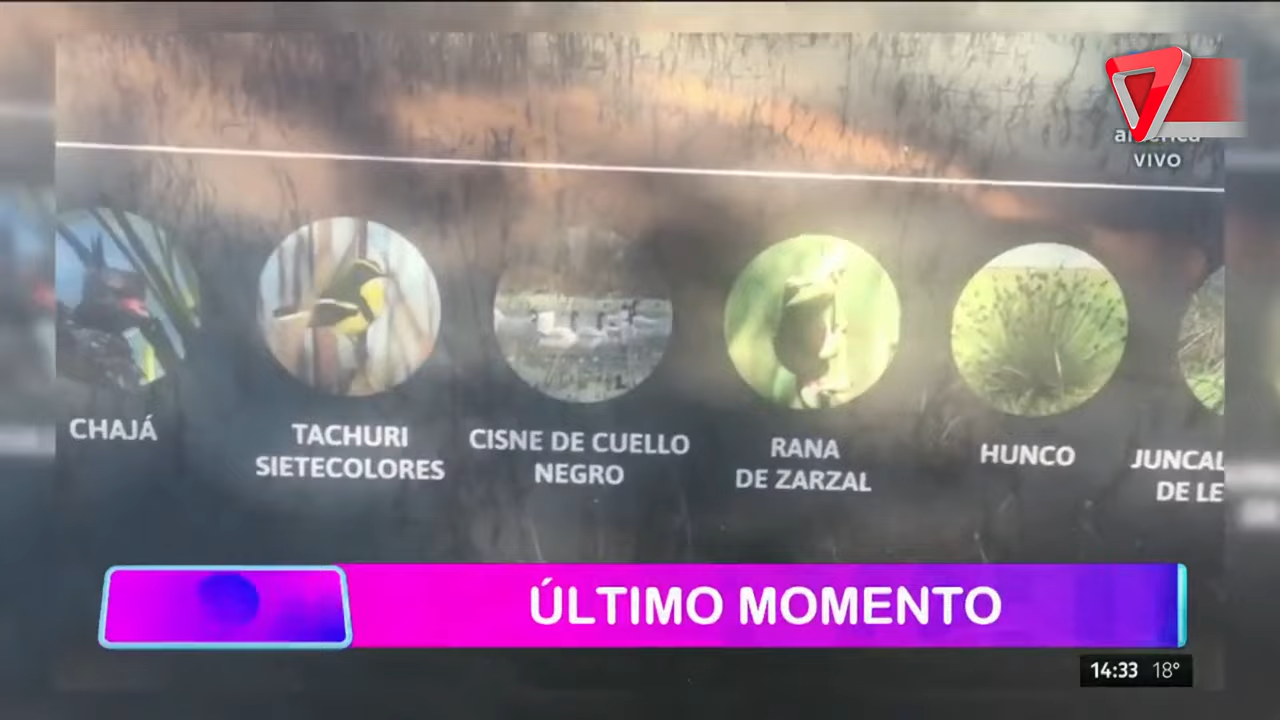 VIVO
CHAJÁ
TACHURI
SIETECOLORES
CISNE DE CUELLO
NEGRO
RANA
DE ZARZAL
HUNCO
JUNCAL
DE LE
ÚLTIMO MOMENTO
14:33 18°